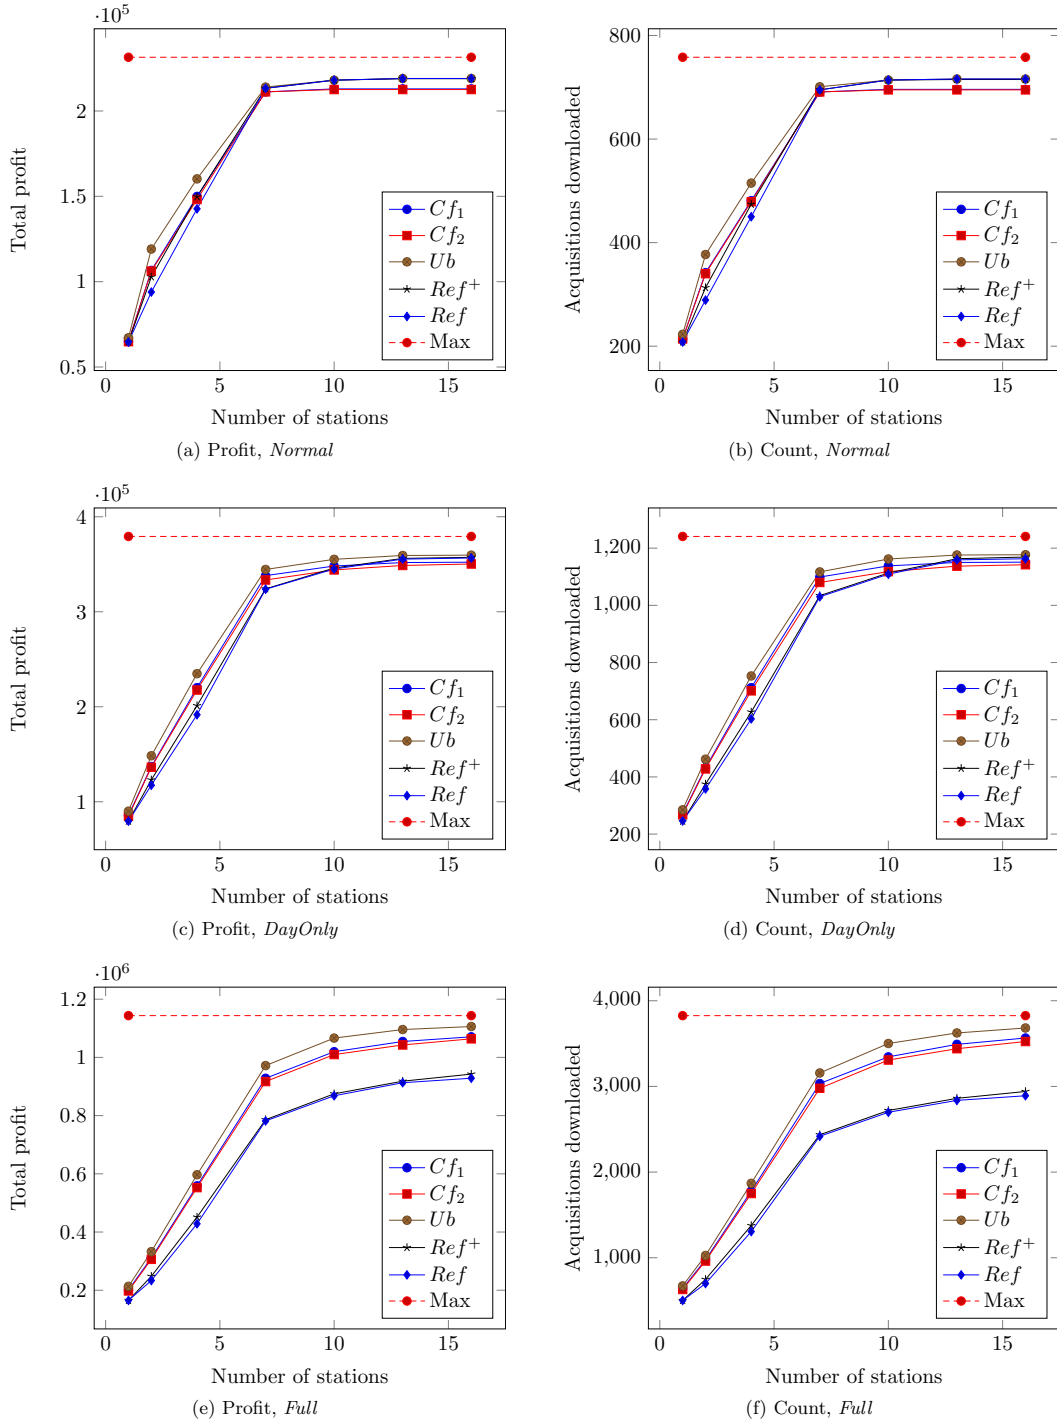 ·10⁵
2
1.5
1
0.5
Total profit
Cf₁
Cf₂
Ub
Ref⁺
Ref
Max
0 5 10 15
Number of stations
(a) Profit, Normal
800
600
400
200
Acquisitions downloaded
Cf₁
Cf₂
Ub
Ref⁺
Ref
Max
0 5 10 15
Number of stations
(b) Count, Normal
·10⁵
4
3
2
1
Total profit
Cf₁
Cf₂
Ub
Ref⁺
Ref
Max
0 5 10 15
Number of stations
(c) Profit, DayOnly
1,200
1,000
800
600
400
200
Acquisitions downloaded
Cf₁
Cf₂
Ub
Ref⁺
Ref
Max
0 5 10 15
Number of stations
(d) Count, DayOnly
·10⁶
1.2
1
0.8
0.6
0.4
0.2
Total profit
Cf₁
Cf₂
Ub
Ref⁺
Ref
Max
0 5 10 15
Number of stations
(e) Profit, Full
4,000
3,000
2,000
1,000
Acquisitions downloaded
Cf₁
Cf₂
Ub
Ref⁺
Ref
Max
0 5 10 15
Number of stations
(f) Count, Full